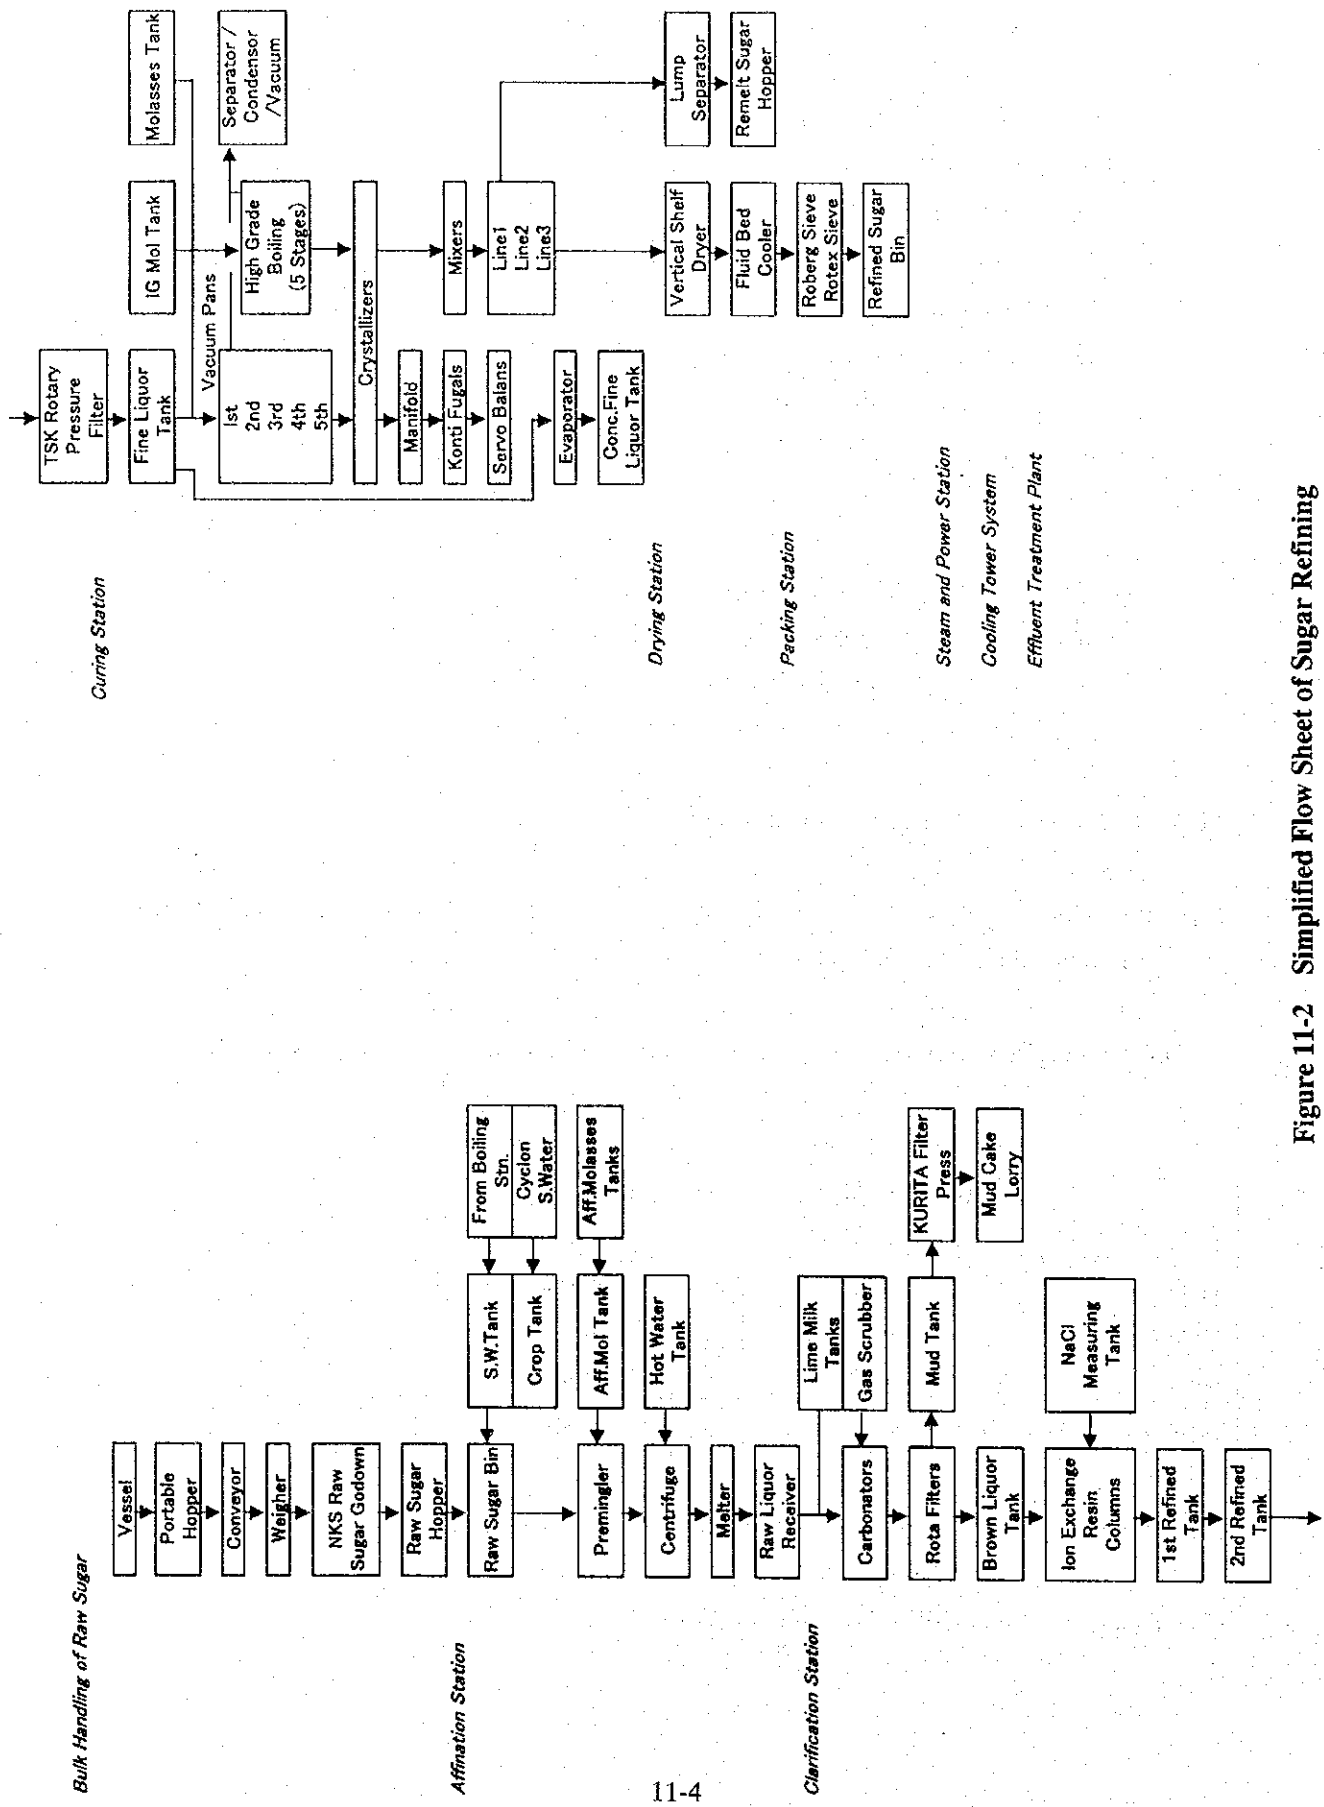 Bulk Handling of Raw Sugar
Vessel
Portable
Hopper
Conveyor
Weigher
NKS Raw
Sugar Godown
Raw Sugar
Hopper
Affination Station
Raw Sugar Bin
S.W.Tank
Crop Tank
From Boiling
Stn.
Cyclon
S.Water
Premingler
Aff.Mol Tank
Aff.Molasses
Tanks
Centrifuge
Hot Water
Tank
Melter
Raw Liquor
Receiver
Clarification Station
Lime Milk
Tanks
Gas Scrubber
Carbonators
Rota Filters
Mud Tank
KURITA Filter
Press
Mud Cake
Lorry
Brown Liquor
Tank
Ion Exchange
Resin
Columns
NaCl
Measuring
Tank
1st Refined
Tank
2nd Refined
Tank
TSK Rotary
Pressure
Filter
Curing Station
Fine Liquor
Tank
IG Mol Tank
Molasses Tank
Vacuum Pans
1st
2nd
3rd
4th
5th
High Grade
Boiling
(5 Stages)
Separator /
Condensor
/Vacuum
Crystallizers
Manifold
Mixers
Konti Fugals
Servo Balans
Line1
Line2
Line3
Evaporator
Conc.Fine
Liquor Tank
Drying Station
Vertical Shelf
Dryer
Lump
Separator
Fluid Bed
Cooler
Remelt Sugar
Hopper
Packing Station
Roberg Sieve
Rotex Sieve
Refined Sugar
Bin
Steam and Power Station
Cooling Tower System
Effluent Treatment Plant
Figure 11-2 Simplified Flow Sheet of Sugar Refining
11-4